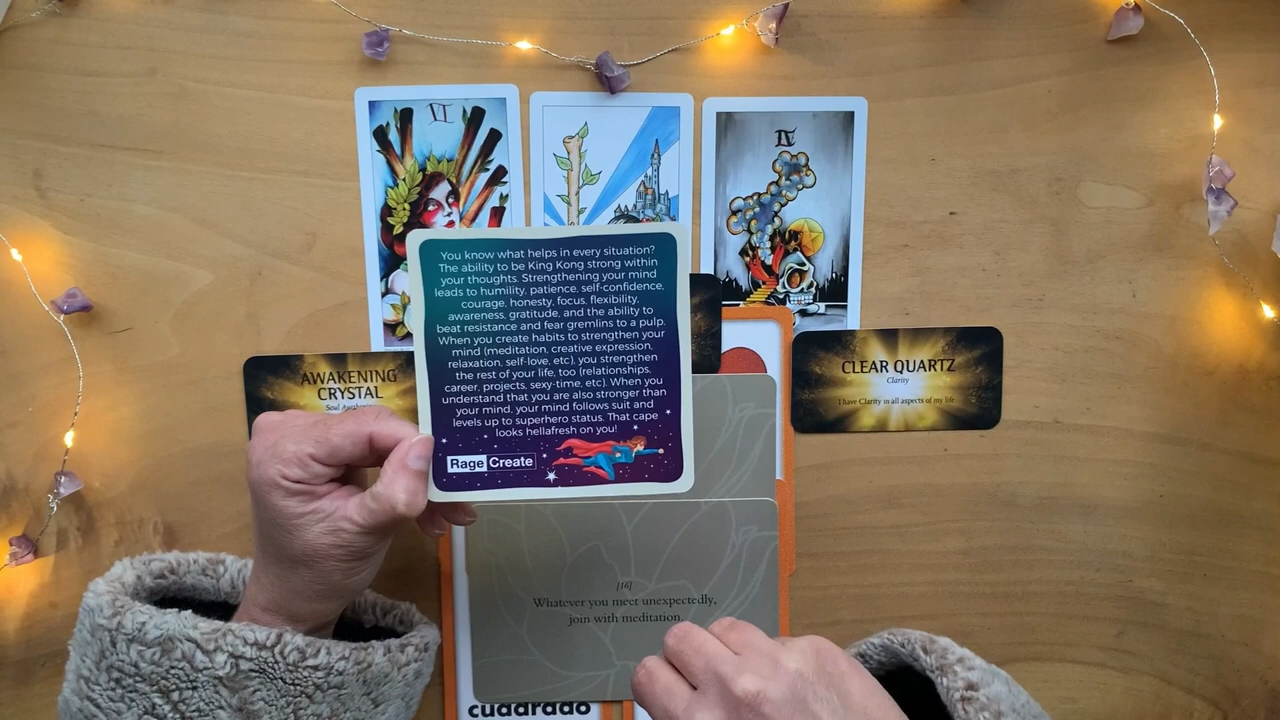 VI
IV
You know what helps in every situation?
The ability to be King Kong strong within
your thoughts. Strengthening your mind
leads to humility, patience, self-confidence,
courage, honesty, focus, flexibility,
awareness, gratitude, and the ability to
beat resistance and fear gremlins to a pulp.
When you create habits to strengthen your
mind (meditation, creative expression,
relaxation, self-love, etc), you strengthen
the rest of your life, too (relationships,
career, projects, sexy-time, etc). When you
understand that you are also stronger than
your mind, your mind follows suit and
levels up to superhero status. That cape
looks hellafresh on you!
Rage Create
AWAKENING
CRYSTAL
Soul Awakening
CLEAR QUARTZ
Clarity
I have Clarity in all aspects of my life
[16]
Whatever you meet unexpectedly,
join with meditation.
cuadrado